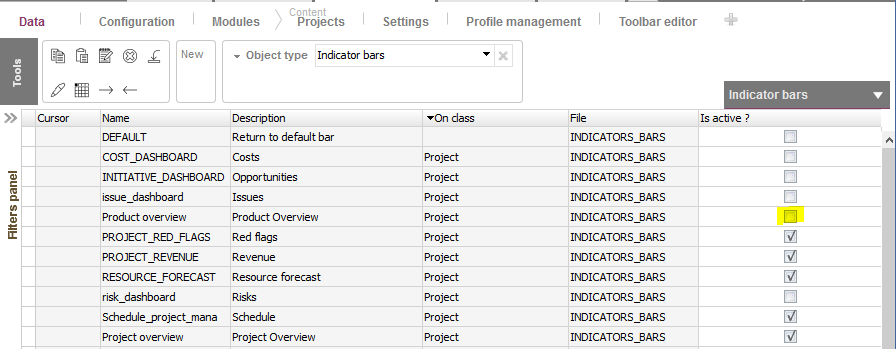 Content
Data Configuration Modules Projects Settings Profile management Toolbar editor
Tools
New
Object type Indicator bars
Indicator bars
Filters panel
Cursor Name Description On class File Is active ?
DEFAULT Return to default bar INDICATORS_BARS
COST_DASHBOARD Costs Project INDICATORS_BARS
INITIATIVE_DASHBOARD Opportunities Project INDICATORS_BARS
issue_dashboard Issues Project INDICATORS_BARS
Product overview Product Overview Project INDICATORS_BARS
PROJECT_RED_FLAGS Red flags Project INDICATORS_BARS
PROJECT_REVENUE Revenue Project INDICATORS_BARS
RESOURCE_FORECAST Resource forecast Project INDICATORS_BARS
risk_dashboard Risks Project INDICATORS_BARS
Schedule_project_mana Schedule Project INDICATORS_BARS
Project overview Project Overview Project INDICATORS_BARS